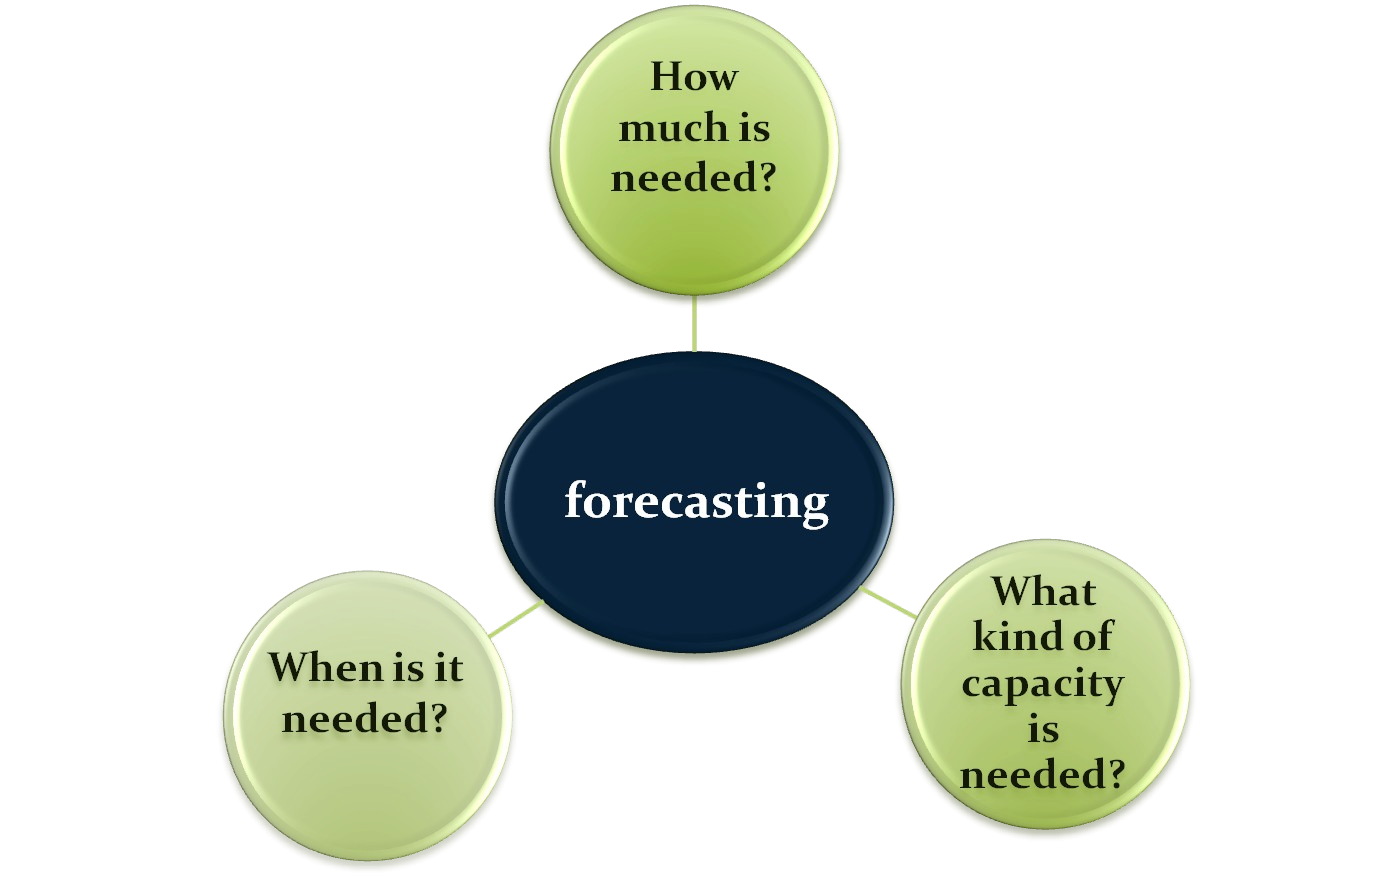 How
much is
needed?
forecasting
When is it
needed?
What
kind of
capacity
is
needed?